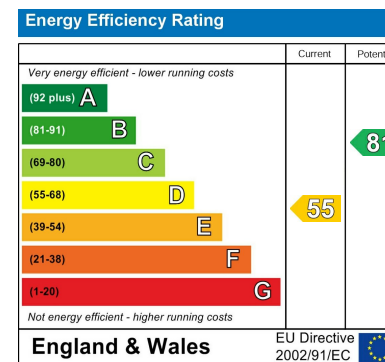 Energy Efficiency Rating
Current Potent
Very energy efficient - lower running costs
(92 plus) A
(81-91) B
81
(69-80) C
(55-68) D
55
(39-54) E
(21-38) F
(1-20) G
Not energy efficient - higher running costs
England & Wales
EU Directive
2002/91/EC